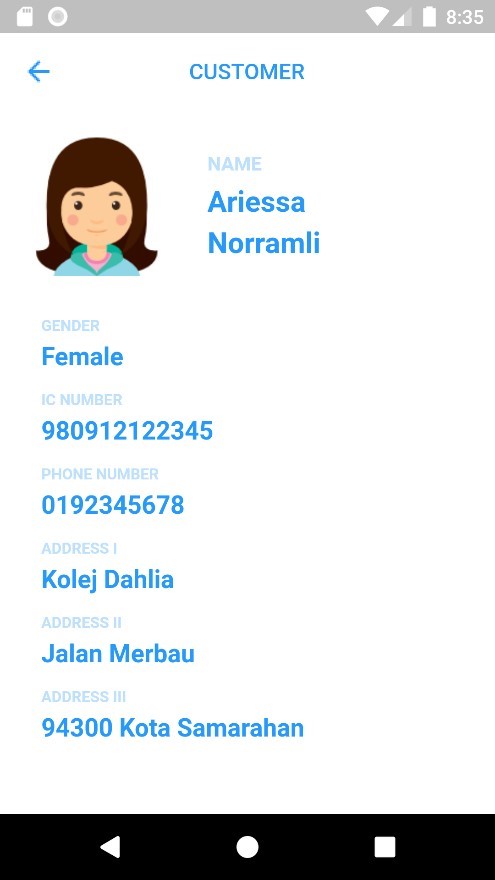 8:35
CUSTOMER
NAME
Ariessa
Norramli
GENDER
Female
IC NUMBER
980912122345
PHONE NUMBER
0192345678
ADDRESS I
Kolej Dahlia
ADDRESS II
Jalan Merbau
ADDRESS III
94300 Kota Samarahan